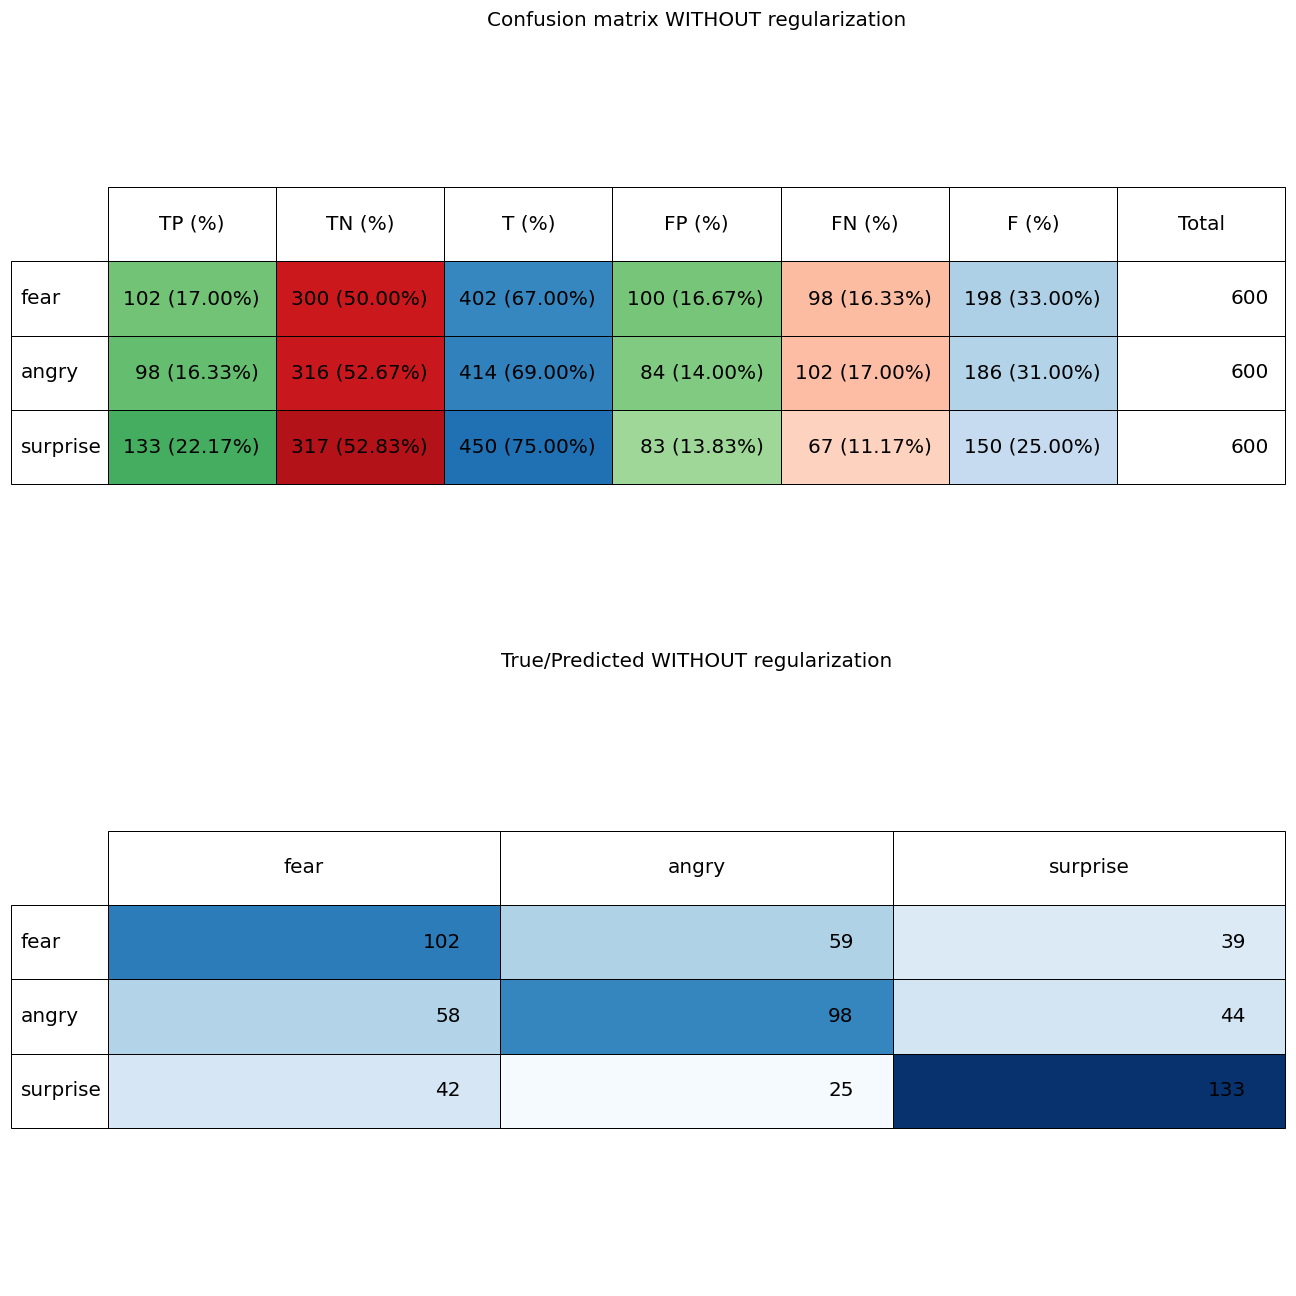 Confusion matrix WITHOUT regularization
TP (%) TN (%) T (%) FP (%) FN (%) F (%) Total
fear 102 (17.00%) 300 (50.00%) 402 (67.00%) 100 (16.67%) 98 (16.33%) 198 (33.00%) 600
angry 98 (16.33%) 316 (52.67%) 414 (69.00%) 84 (14.00%) 102 (17.00%) 186 (31.00%) 600
surprise 133 (22.17%) 317 (52.83%) 450 (75.00%) 83 (13.83%) 67 (11.17%) 150 (25.00%) 600
True/Predicted WITHOUT regularization
fear angry surprise
fear 102 59 39
angry 58 98 44
surprise 42 25 133